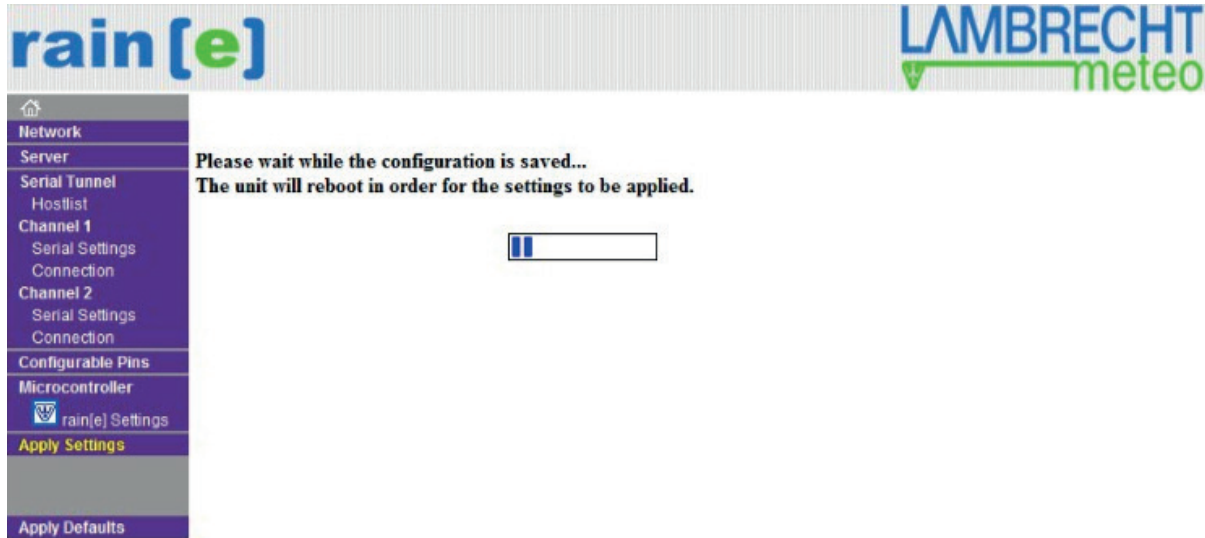 rain[e]
LAMBRECHT
meteo
Network
Server
Serial Tunnel
Hostlist
Channel 1
Serial Settings
Connection
Channel 2
Serial Settings
Connection
Configurable Pins
Microcontroller
rain[e] Settings
Apply Settings
Apply Defaults
Please wait while the configuration is saved...
The unit will reboot in order for the settings to be applied.